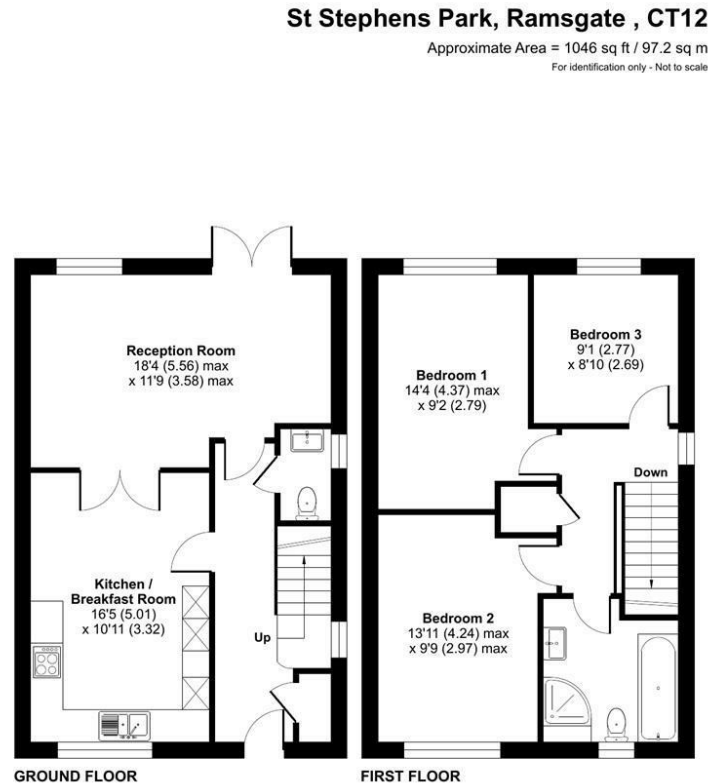 St Stephens Park, Ramsgate , CT12
Approximate Area = 1046 sq ft / 97.2 sq m
For identification only - Not to scale
Reception Room
18'4 (5.56) max
x 11'9 (3.58) max
Kitchen /
Breakfast Room
16'5 (5.01)
x 10'11 (3.32)
Up
GROUND FLOOR
Bedroom 1
14'4 (4.37) max
x 9'2 (2.79)
Bedroom 3
9'1 (2.77)
x 8'10 (2.69)
Down
Bedroom 2
13'11 (4.24) max
x 9'9 (2.97) max
FIRST FLOOR